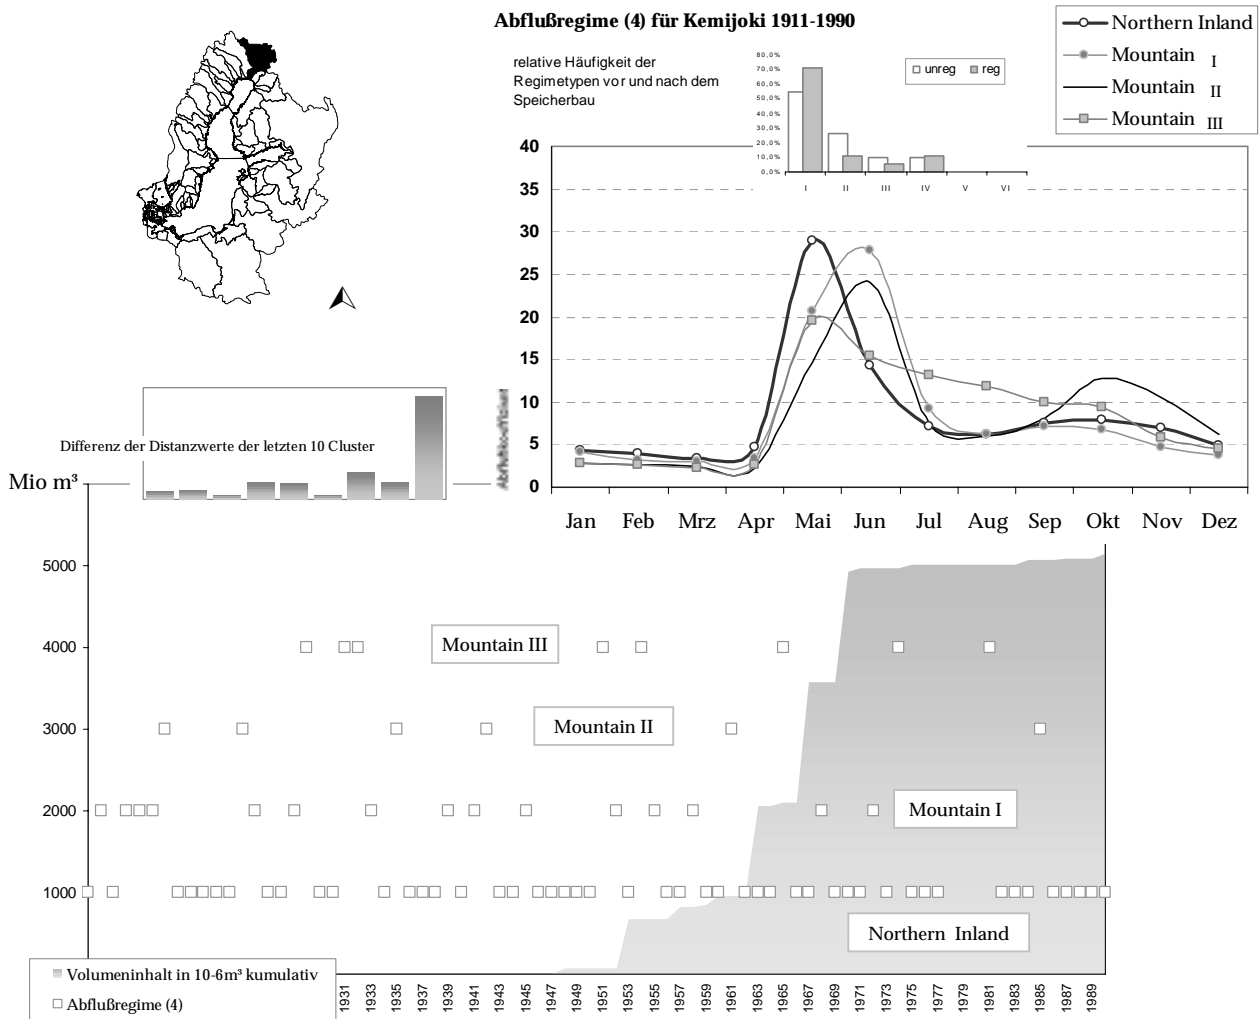 Abflußregime (4) für Kemijoki 1911-1990
relative Häufigkeit der
Regimetypen vor und nach dem
Speicherbau
80,0%
70,0%
60,0%
50,0%
40,0%
30,0%
20,0%
10,0%
0,0%
unreg reg
I II III IV V VI
Northern Inland
Mountain I
Mountain II
Mountain III
40
35
30
25
20
15
10
5
0
Jan Feb Mrz Apr Mai Jun Jul Aug Sep Okt Nov Dez
Differenz der Distanzwerte der letzten 10 Cluster
Mio m³
5000
4000
3000
2000
1000
Mountain III
Mountain II
Mountain I
Northern Inland
Volumeninhalt in 10-6m³ kumulativ
Abflußregime (4)
1931 1933 1935 1937 1939 1941 1943 1945 1947 1949 1951 1953 1955 1957 1959 1961 1963 1965 1967 1969 1971 1973 1975 1977 1979 1981 1983 1985 1987 1989